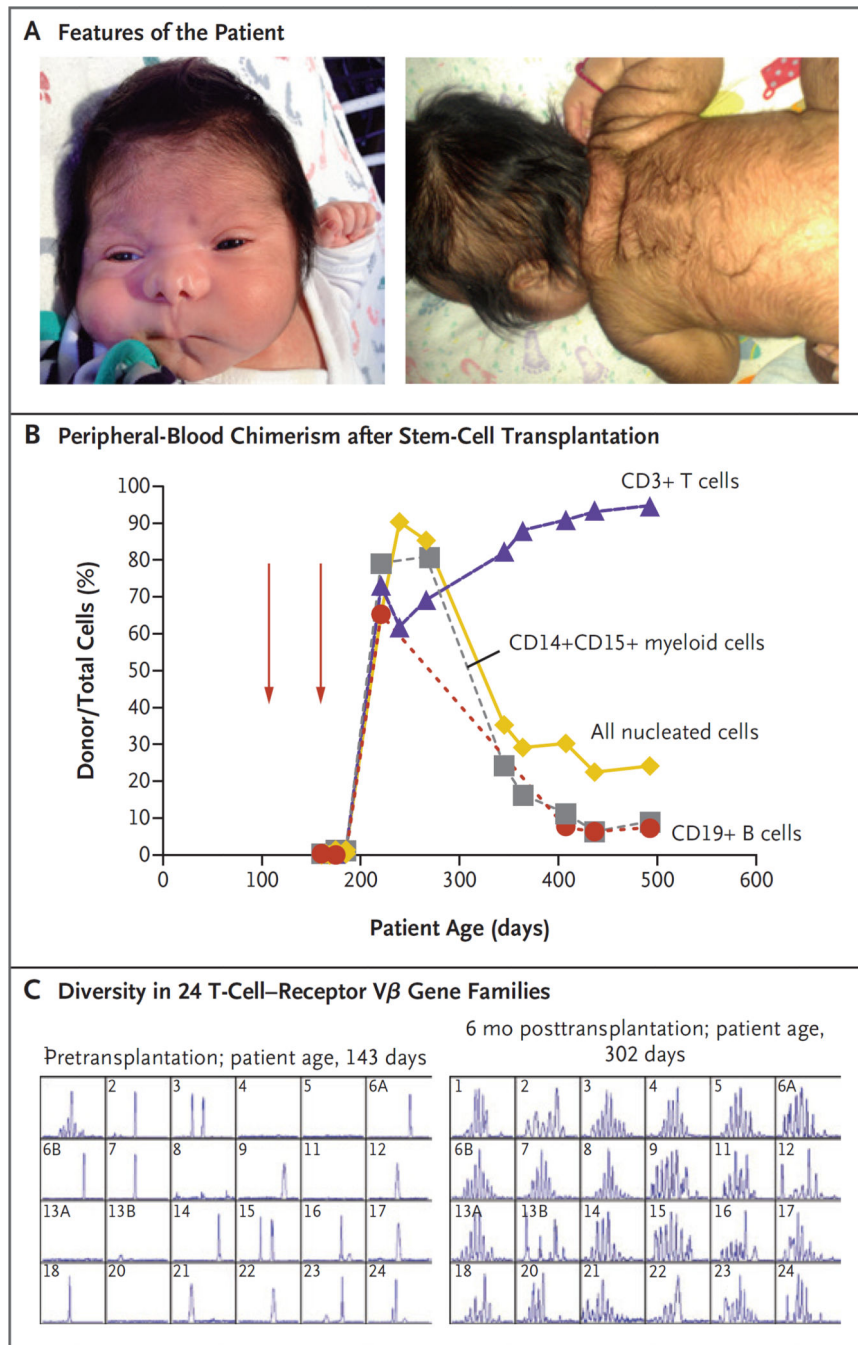 A Features of the Patient
B Peripheral-Blood Chimerism after Stem-Cell Transplantation
Donor/Total Cells (%)
100
90
80
70
60
50
40
30
20
10
0
0
100
200
300
400
500
600
Patient Age (days)
CD3+ T cells
CD14+CD15+ myeloid cells
All nucleated cells
CD19+ B cells
C Diversity in 24 T-Cell–Receptor Vβ Gene Families
Pretransplantation; patient age, 143 days
1
2
3
4
5
6A
6B
7
8
9
11
12
13A
13B
14
15
16
17
18
20
21
22
23
24
6 mo posttransplantation; patient age,
302 days
1
2
3
4
5
6A
6B
7
8
9
11
12
13A
13B
14
15
16
17
18
20
21
22
23
24